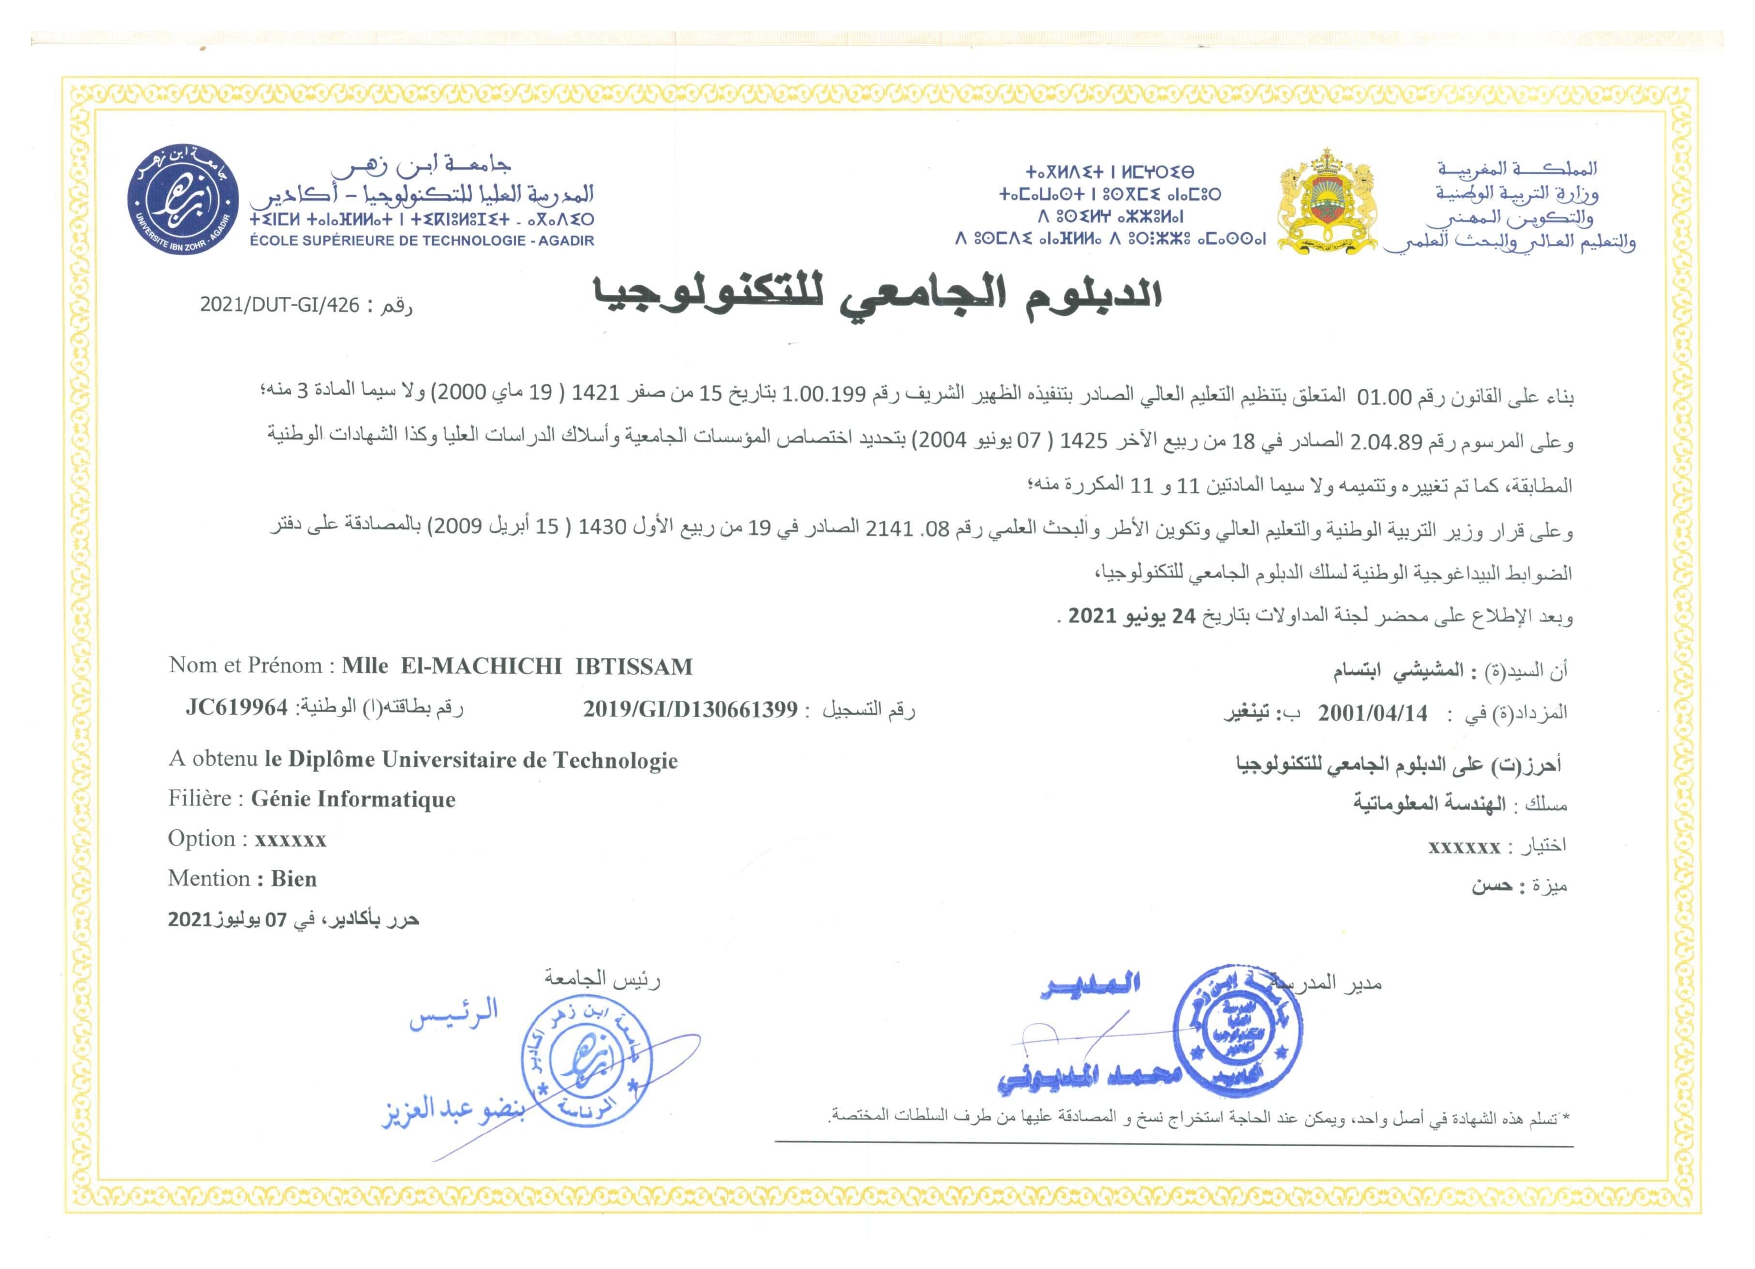 المملكة المغربية
وزارة التربية الوطنية
والتكوين المهني
والتعليم العالي والبحث العلمي
ⵜⴰⴳⵍⴷⵉⵜ ⵏ ⵍⵎⵖⵔⵉⴱ
ⵜⴰⵎⴰⵡⴰⵙⵜ ⵏ ⵓⵙⴳⵎⵉ ⴰⵏⴰⵎⵓⵔ
ⴷ ⵓⵙⵉⵍⵖ ⴰⵣⵣⵓⵍⴰⵏ
ⴷ ⵓⵙⵎⴷⵉ ⴰⵏⴰⴼⵍⵍⴰ ⴷ ⵓⵔⵣⵣⵓ ⴰⵎⴰⵙⵙⴰⵏ
جامعة ابن زهر
المدرسة العليا للتكنولوجيا - أكادير
ⵜⵉⵏⵎⵍ ⵜⴰⵏⴰⴼⵍⵍⴰⵜ ⵏ ⵜⵉⴽⵏⵓⵍⵓⵊⵉⵜ - ⴰⴳⴰⴷⵉⵔ
ÉCOLE SUPÉRIEURE DE TECHNOLOGIE - AGADIR
جامعة ابن زهر
UNIVERSITE IBN ZOHR - AGADIR
الدبلوم الجامعي للتكنولوجيا
رقم : 2021/DUT-GI/426
بناء على القانون رقم 01.00 المتعلق بتنظيم التعليم العالي الصادر بتنفيذه الظهير الشريف رقم 1.00.199 بتاريخ 15 من صفر 1421 ( 19 ماي 2000) ولا سيما المادة 3 منه؛
وعلى المرسوم رقم 2.04.89 الصادر في 18 من ربيع الآخر 1425 ( 07 يونيو 2004) بتحديد اختصاص المؤسسات الجامعية وأسلاك الدراسات العليا وكذا الشهادات الوطنية
المطابقة، كما تم تغييره وتتميمه ولا سيما المادتين 11 و 11 المكررة منه؛
وعلى قرار وزير التربية الوطنية والتعليم العالي وتكوين الأطر والبحث العلمي رقم 08. 2141 الصادر في 19 من ربيع الأول 1430 ( 15 أبريل 2009) بالمصادقة على دفتر
الضوابط البيداغوجية الوطنية لسلك الدبلوم الجامعي للتكنولوجيا،
وبعد الإطلاع على محضر لجنة المداولات بتاريخ 24 يونيو 2021 .
أن السيد(ة) : المشيشي ابتسام
Nom et Prénom : Mlle El-MACHICHI IBTISSAM
المزداد(ة) في : 2001/04/14 ب: تينغير
رقم التسجيل : 2019/GI/D130661399
رقم بطاقته(ا) الوطنية: JC619964
أحرز(ت) على الدبلوم الجامعي للتكنولوجيا
A obtenu le Diplôme Universitaire de Technologie
مسلك : الهندسة المعلوماتية
Filière : Génie Informatique
اختيار : xxxxxx
Option : xxxxxx
ميزة : حسن
Mention : Bien
حرر بأكادير، في 07 يوليوز2021
مدير المدرسة
المدير
محمد المديوني
جامعة ابن زهر
المدرسة
العليا
للتكنولوجيا
أكادير
أكادير
رئيس الجامعة
الرئيس
بنضو عبد العزيز
جامعة ابن زهر اكادير
الرئاسة
* تسلم هذه الشهادة في أصل واحد، ويمكن عند الحاجة استخراج نسخ و المصادقة عليها من طرف السلطات المختصة.